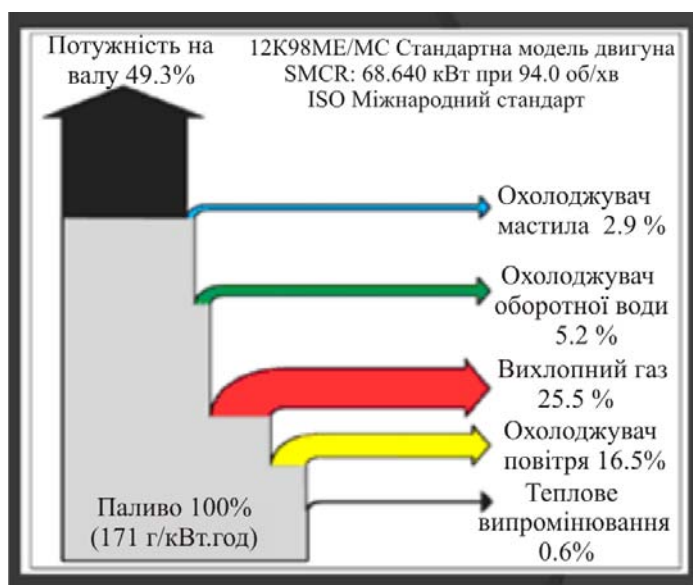 Потужність на
валу 49.3%
12К98МЕ/МС Стандартна модель двигуна
SMCR: 68.640 кВт при 94.0 об/хв
ISO Міжнародний стандарт
Охолоджувач
мастила 2.9 %
Охолоджувач
оборотної води
5.2 %
Вихлопний газ
25.5 %
Охолоджувач
повітря 16.5%
Теплове
випромінювання
0.6%
Паливо 100%
(171 г/кВт.год)